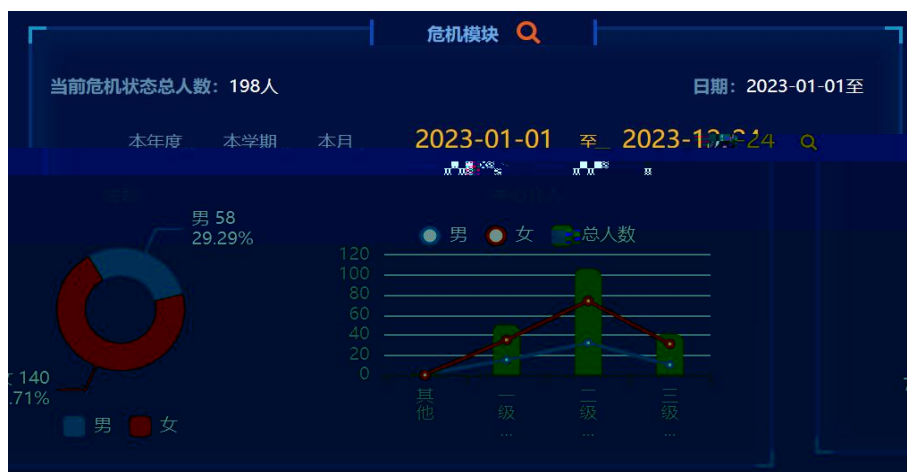 危机模块
当前危机状态总人数：198人
日期：2023-01-01至
本年度 本学期 本月 2023-01-01 至
男 58
29.29%
140
.71%
男 女
男 女 总人数
120
100
80
60
40
20
0
其他 一级... 二级... 三级...